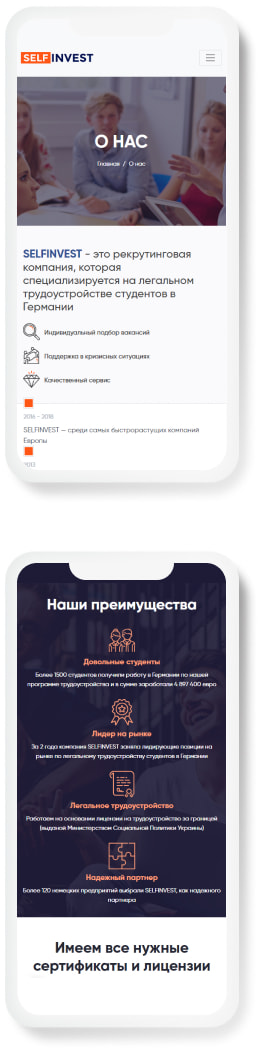 SELFINVEST
О НАС
Главная / О нас
SELFINVEST - это рекрутинговая
компания, которая
специализируется на легальном
трудоустройстве студентов в
Германии
Индивидуальный подбор вакансий
Поддержка в кризисных ситуациях
Качественный сервис
2016 - 2018
SELFINVEST — среди самых быстрорастущих компаний
Европы
Наши преимущества
Довольные студенты
Более 1500 студентов получили работу в Германии по нашей
программе трудоустройства и в сумме заработали 4 897 400 евро
Лидер на рынке
За 2 года компания SELFINVEST заняла лидирующие позиции на
рынке по легальному трудоустройству студентов в Германии
Легальное трудоустройство
Работаем на основании лицензии на трудоустройство за границей
(выданой Министерством Социальной Политики Украины)
Надежный партнер
Более 120 немецких предприятий выбрали SELFINVEST, как надежного
партнера
Имеем все нужные
сертификаты и лицензии